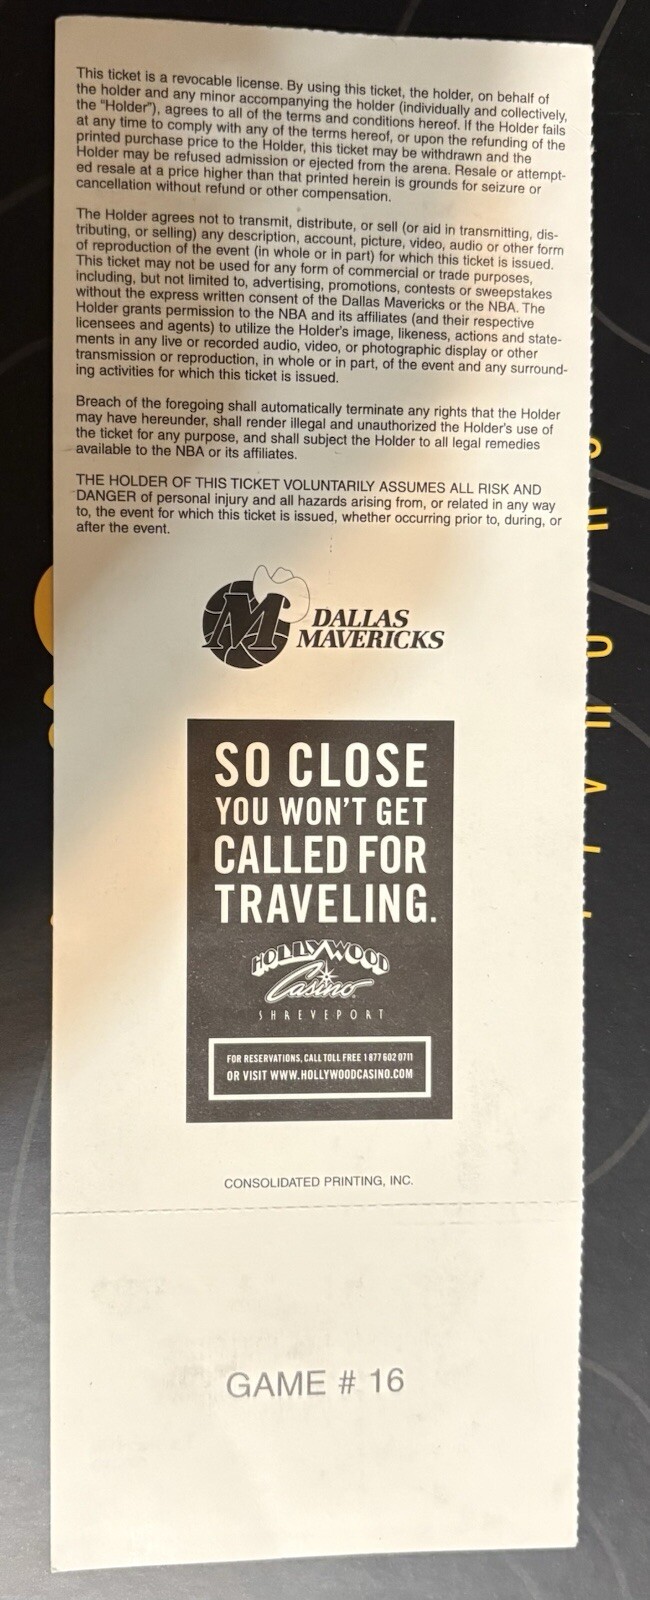 This ticket is a revocable license. By using this ticket, the holder, on behalf of
the holder and any minor accompanying the holder (individually and collectively,
the "Holder"), agrees to all of the terms and conditions hereof. If the Holder fails
at any time to comply with any of the terms hereof, or upon the refunding of the
printed purchase price to the Holder, this ticket may be withdrawn and the
Holder may be refused admission or ejected from the arena. Resale or attempt-
ed resale at a price higher than that printed herein is grounds for seizure or
cancellation without refund or other compensation.
The Holder agrees not to transmit, distribute, or sell (or aid in transmitting, dis-
tributing, or selling) any description, account, picture, video, audio or other form
of reproduction of the event (in whole or in part) for which this ticket is issued.
This ticket may not be used for any form of commercial or trade purposes,
including, but not limited to, advertising, promotions, contests or sweepstakes
without the express written consent of the Dallas Mavericks or the NBA. The
Holder grants permission to the NBA and its affiliates (and their respective
licensees and agents) to utilize the Holder's image, likeness, actions and state-
ments in any live or recorded audio, video, or photographic display or other
transmission or reproduction, in whole or in part, of the event and any surround-
ing activities for which this ticket is issued.
Breach of the foregoing shall automatically terminate any rights that the Holder
may have hereunder, shall render illegal and unauthorized the Holder's use of
the ticket for any purpose, and shall subject the Holder to all legal remedies
available to the NBA or its affiliates.
THE HOLDER OF THIS TICKET VOLUNTARILY ASSUMES ALL RISK AND
DANGER of personal injury and all hazards arising from, or related in any way
to, the event for which this ticket is issued, whether occurring prior to, during, or
after the event.
M DALLAS
MAVERICKS
SO CLOSE
YOU WON'T GET
CALLED FOR
TRAVELING.
HOLLYWOOD
Casino
SHREVEPORT
FOR RESERVATIONS, CALL TOLL FREE 1 877 602 0711
OR VISIT WWW.HOLLYWOODCASINO.COM
CONSOLIDATED PRINTING, INC.
GAME # 16